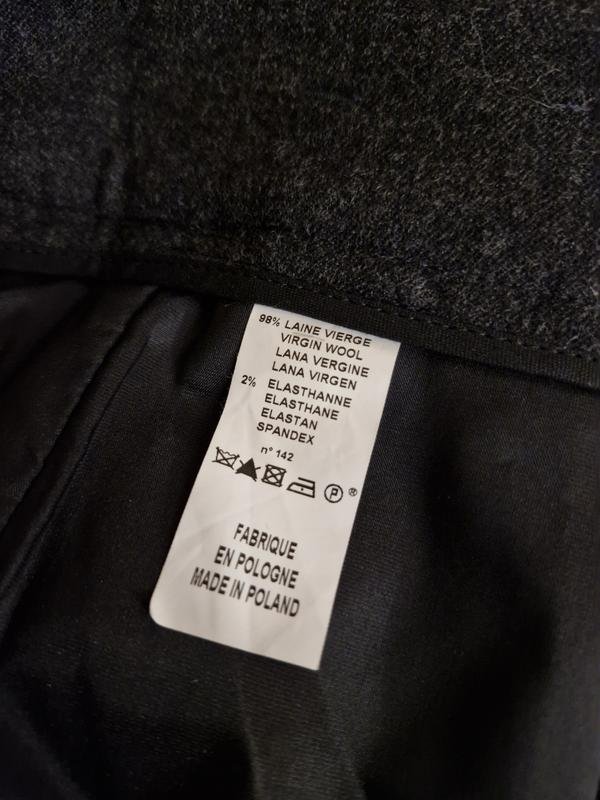 98% LAINE VIERGE
VIRGIN WOOL
LANA VERGINE
LANA VIRGEN
2% ELASTHANNE
ELASTHANE
ELASTAN
SPANDEX
n° 142
P ®
FABRIQUE
EN POLOGNE
MADE IN POLAND